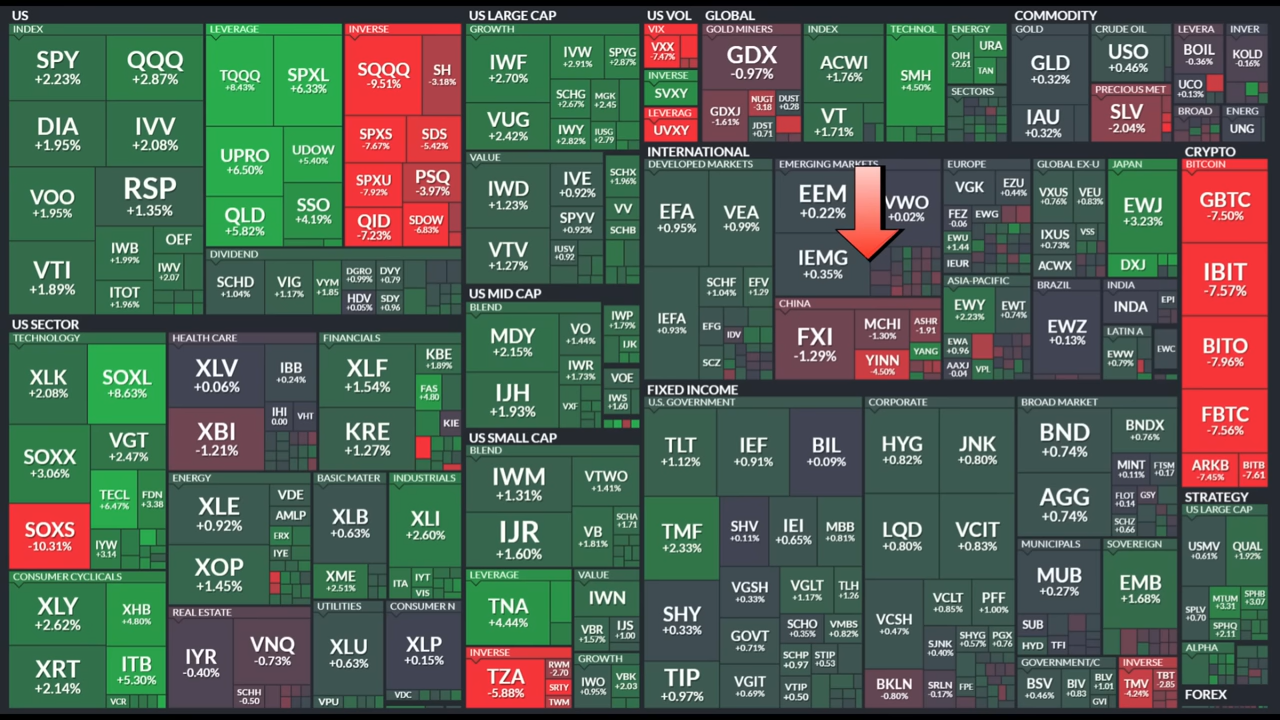 US
INDEX
SPY
+2.23%
QQQ
+2.87%
DIA
+1.95%
IVV
+2.08%
VOO
+1.95%
RSP
+1.35%
VTI
+1.89%
IWB
+1.99%
OEF
IWV
+2.07
ITOT
+1.96%
LEVERAGE
TQQQ
+8.43%
SPXL
+6.33%
UPRO
+6.50%
UDOW
+5.40%
QLD
+5.82%
SSO
+4.19%
INVERSE
SQQQ
-9.51%
SH
-3.18%
SPXS
-7.67%
SDS
-5.42%
SPXU
-7.92%
PSQ
-3.97%
QID
-7.23%
SDOW
-6.83%
DIVIDEND
SCHD
+1.04%
VIG
+1.17%
VYM
+1.85
DGRO
+0.99%
DVY
+0.79
HDV
+0.05%
SDY
+0.96
US LARGE CAP
GROWTH
IWF
+2.70%
IVW
+2.91%
SPYG
+2.87%
VUG
+2.42%
SCHG
+2.67%
MGK
+2.45
IWY
+2.82%
IUSG
+2.79
VALUE
IWD
+1.23%
IVE
+0.92%
SPYV
+0.92%
VTV
+1.27%
IUSV
+0.92
SCHX
+1.96%
VV
SCHB
US MID CAP
BLEND
MDY
+2.15%
VO
+1.44%
IJH
+1.93%
IWR
+1.73%
VXF
IWP
+1.79%
IJK
VOE
IWS
+1.60
US SMALL CAP
BLEND
IWM
+1.31%
VTWO
+1.41%
IJR
+1.60%
VB
+1.81%
SCHA
+1.71
LEVERAGE
TNA
+4.44%
INVERSE
TZA
-5.88%
RWM
-2.70
SRTY
TWM
VALUE
IWN
VBR
+1.57%
IJS
+1.00
GROWTH
IWO
+0.95%
VBK
+2.03
US SECTOR
TECHNOLOGY
XLK
+2.08%
SOXL
+8.63%
SOXX
+3.06%
VGT
+2.47%
TECL
+6.47%
FDN
+3.38
SOXS
-10.31%
IYW
+3.14
CONSUMER CYCLICALS
XLY
+2.62%
XHB
+4.80%
XRT
+2.14%
ITB
+5.30%
VCR
HEALTH CARE
XLV
+0.06%
IBB
+0.24%
XBI
-1.21%
IHI
0.00
VHT
FINANCIALS
XLF
+1.54%
KBE
+1.89%
FAS
+4.80
KRE
+1.27%
KIE
ENERGY
XLE
+0.92%
VDE
AMLP
XOP
+1.45%
ERX
IYE
BASIC MATER
XLB
+0.63%
XME
+2.51%
INDUSTRIALS
XLI
+2.60%
ITA
IYT
VIS
REAL ESTATE
IYR
-0.40%
VNQ
-0.73%
SCHH
-0.50
UTILITIES
XLU
+0.63%
VPU
CONSUMER N
XLP
+0.15%
VDC
US VOL
VIX
VXX
-7.47%
INVERSE
SVXY
LEVERAG
UVXY
GLOBAL
GOLD MINERS
GDX
-0.97%
GDXJ
-1.61%
NUGT
-3.18
DUST
+0.28
JDST
+0.71
INDEX
ACWI
+1.76%
VT
+1.71%
TECHNOL
SMH
+4.50%
ENERGY
OIH
+2.61
URA
TAN
SECTORS
COMMODITY
GOLD
GLD
+0.32%
IAU
+0.32%
CRUDE OIL
USO
+0.46%
PRECIOUS MET
SLV
-2.04%
LEVERA
BOIL
-0.36%
UCO
+0.13%
BROAD
INVER
KOLD
-0.16%
ENERG
UNG
INTERNATIONAL
DEVELOPED MARKETS
EFA
+0.95%
VEA
+0.99%
IEFA
+0.93%
SCHF
+1.04%
EFV
+1.29
EFG
IDV
SCZ
EMERGING MARKETS
EEM
+0.22%
VWO
+0.02%
IEMG
+0.35%
CHINA
FXI
-1.29%
MCHI
-1.30%
ASHR
-1.91
YINN
-4.50%
YANG
EUROPE
VGK
EZU
+0.44%
FEZ
-0.06
EWG
EWU
+1.44
IEUR
ASIA-PACIFIC
EWY
+2.23%
EWT
+0.74%
EWA
+0.96
AAXJ
-0.04
VPL
GLOBAL EX-U
VXUS
+0.76%
VEU
+0.83%
IXUS
+0.73%
VSS
ACWX
JAPAN
EWJ
+3.23%
DXJ
BRAZIL
EWZ
+0.13%
INDIA
INDA
EPI
LATIN A
EWW
+0.79%
EWC
CRYPTO
BITCOIN
GBTC
-7.50%
IBIT
-7.57%
BITO
-7.96%
FBTC
-7.56%
ARKB
-7.45%
BITB
-7.61
FIXED INCOME
U.S. GOVERNMENT
TLT
+1.12%
IEF
+0.91%
BIL
+0.09%
TMF
+2.33%
SHV
+0.11%
IEI
+0.65%
MBB
+0.81%
SHY
+0.33%
VGSH
+0.33%
VGLT
+1.17%
TLH
+1.26
GOVT
+0.71%
SCHO
+0.35%
VMBS
+0.82%
TIP
+0.97%
VGIT
+0.69%
SCHP
+0.97
STIP
+0.53
VTIP
+0.50
CORPORATE
HYG
+0.82%
JNK
+0.80%
LQD
+0.80%
VCIT
+0.83%
VCSH
+0.47%
VCLT
+0.85%
PFF
+1.00%
SJNK
+0.40%
SHYG
+0.57%
PGX
+0.76
BKLN
-0.80%
SRLN
-0.17%
FPE
BROAD MARKET
BND
+0.74%
BNDX
+0.76%
AGG
+0.74%
MINT
+0.11%
FTSM
+0.17
FLOT
+0.14
GSY
SCHZ
+0.66
MUNICIPALS
MUB
+0.27%
SUB
HYD
TFI
SOVEREIGN
EMB
+1.68%
GOVERNMENT/C
BSV
+0.46%
BIV
+0.83
BLV
+1.01
GVI
INVERSE
TMV
-4.24%
TBT
-2.85
STRATEGY
US LARGE CAP
USMV
+0.61%
QUAL
+1.92%
SPLV
+0.70
MTUM
+3.31
SPHB
+3.07
SPHQ
+2.11
ALPHA
FOREX